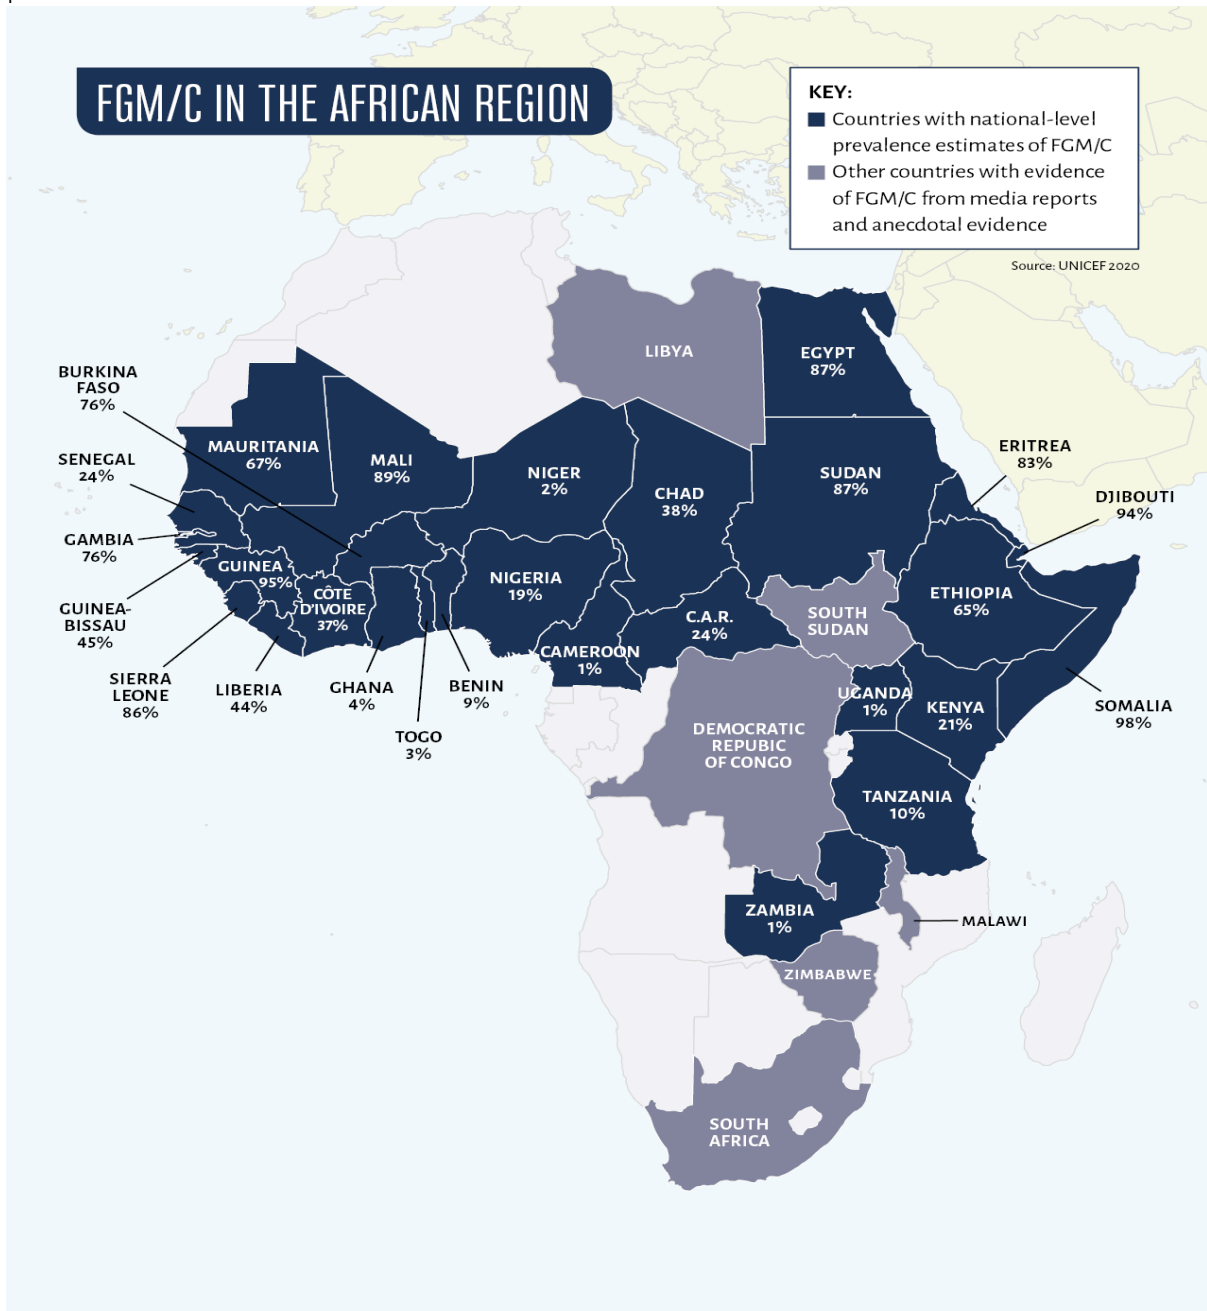 FGM/C IN THE AFRICAN REGION
KEY:
Countries with national-level
prevalence estimates of FGM/C
Other countries with evidence
of FGM/C from media reports
and anecdotal evidence
Source: UNICEF 2020
LIBYA
EGYPT
87%
BURKINA
FASO
76%
MAURITANIA
67%
MALI
89%
NIGER
2%
CHAD
38%
SUDAN
87%
ERITREA
83%
SENEGAL
24%
DJIBOUTI
94%
GAMBIA
76%
GUINEA
95%
CÔTE
D'IVOIRE
37%
NIGERIA
19%
C.A.R.
24%
SOUTH
SUDAN
ETHIOPIA
65%
GUINEA-
BISSAU
45%
SIERRA
LEONE
86%
LIBERIA
44%
GHANA
4%
TOGO
3%
BENIN
9%
CAMEROON
1%
UGANDA
1%
KENYA
21%
SOMALIA
98%
DEMOCRATIC
REPUBIC
OF CONGO
TANZANIA
10%
ZAMBIA
1%
MALAWI
ZIMBABWE
SOUTH
AFRICA